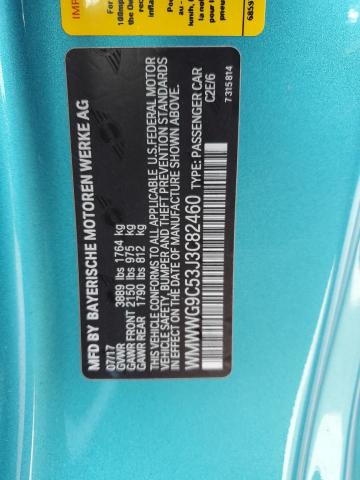 MFD BY BAYERISCHE MOTOREN WERKE AG
07/17
GVWR 3889 lbs 1764 kg
GAWR FRONT 2150 lbs 975 kg
GAWR REAR 1790 lbs 812 kg
THIS VEHICLE CONFORMS TO ALL APPLICABLE U.S. FEDERAL MOTOR
VEHICLE SAFETY, BUMPER AND THEFT PREVENTION STANDARDS
IN EFFECT ON THE DATE OF MANUFACTURE SHOWN ABOVE.
WMWWG9C53J3C82460 TYPE: PASSENGER CAR
C2E/6
7 315 814